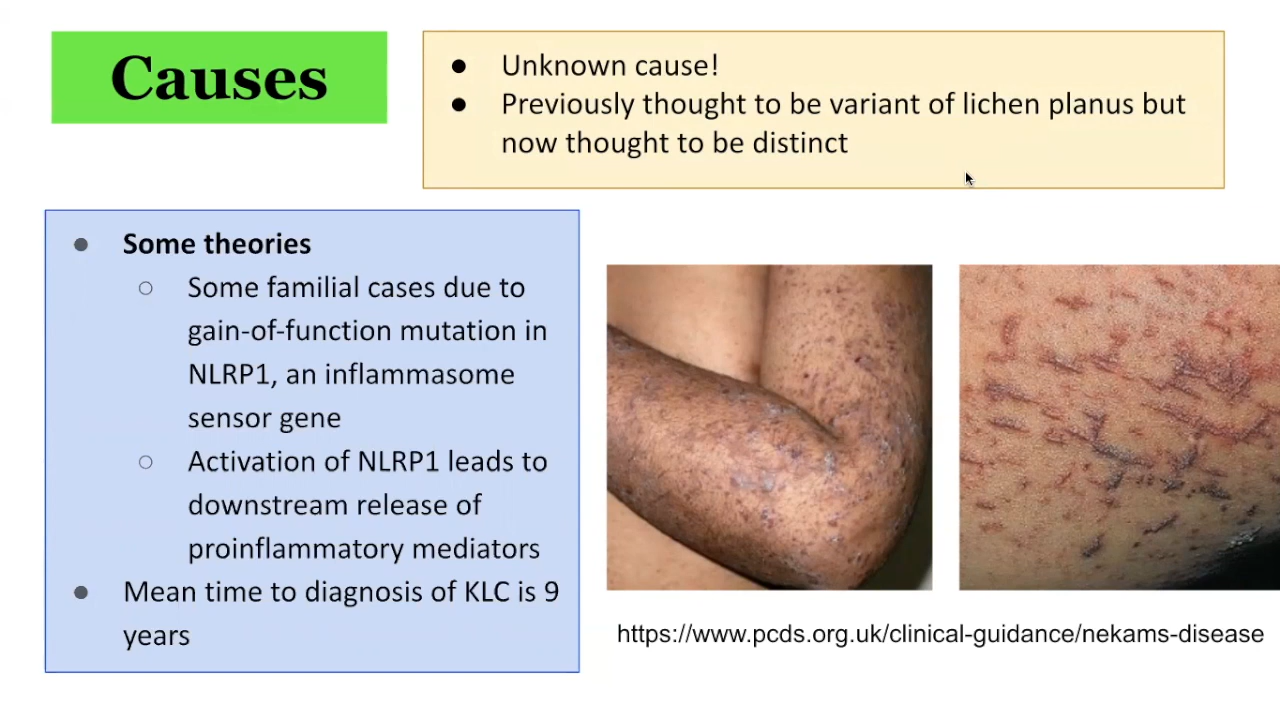 Causes
● Unknown cause!
● Previously thought to be variant of lichen planus but
now thought to be distinct
● Some theories
○ Some familial cases due to
gain-of-function mutation in
NLRP1, an inflammasome
sensor gene
○ Activation of NLRP1 leads to
downstream release of
proinflammatory mediators
● Mean time to diagnosis of KLC is 9
years
https://www.pcds.org.uk/clinical-guidance/nekams-disease